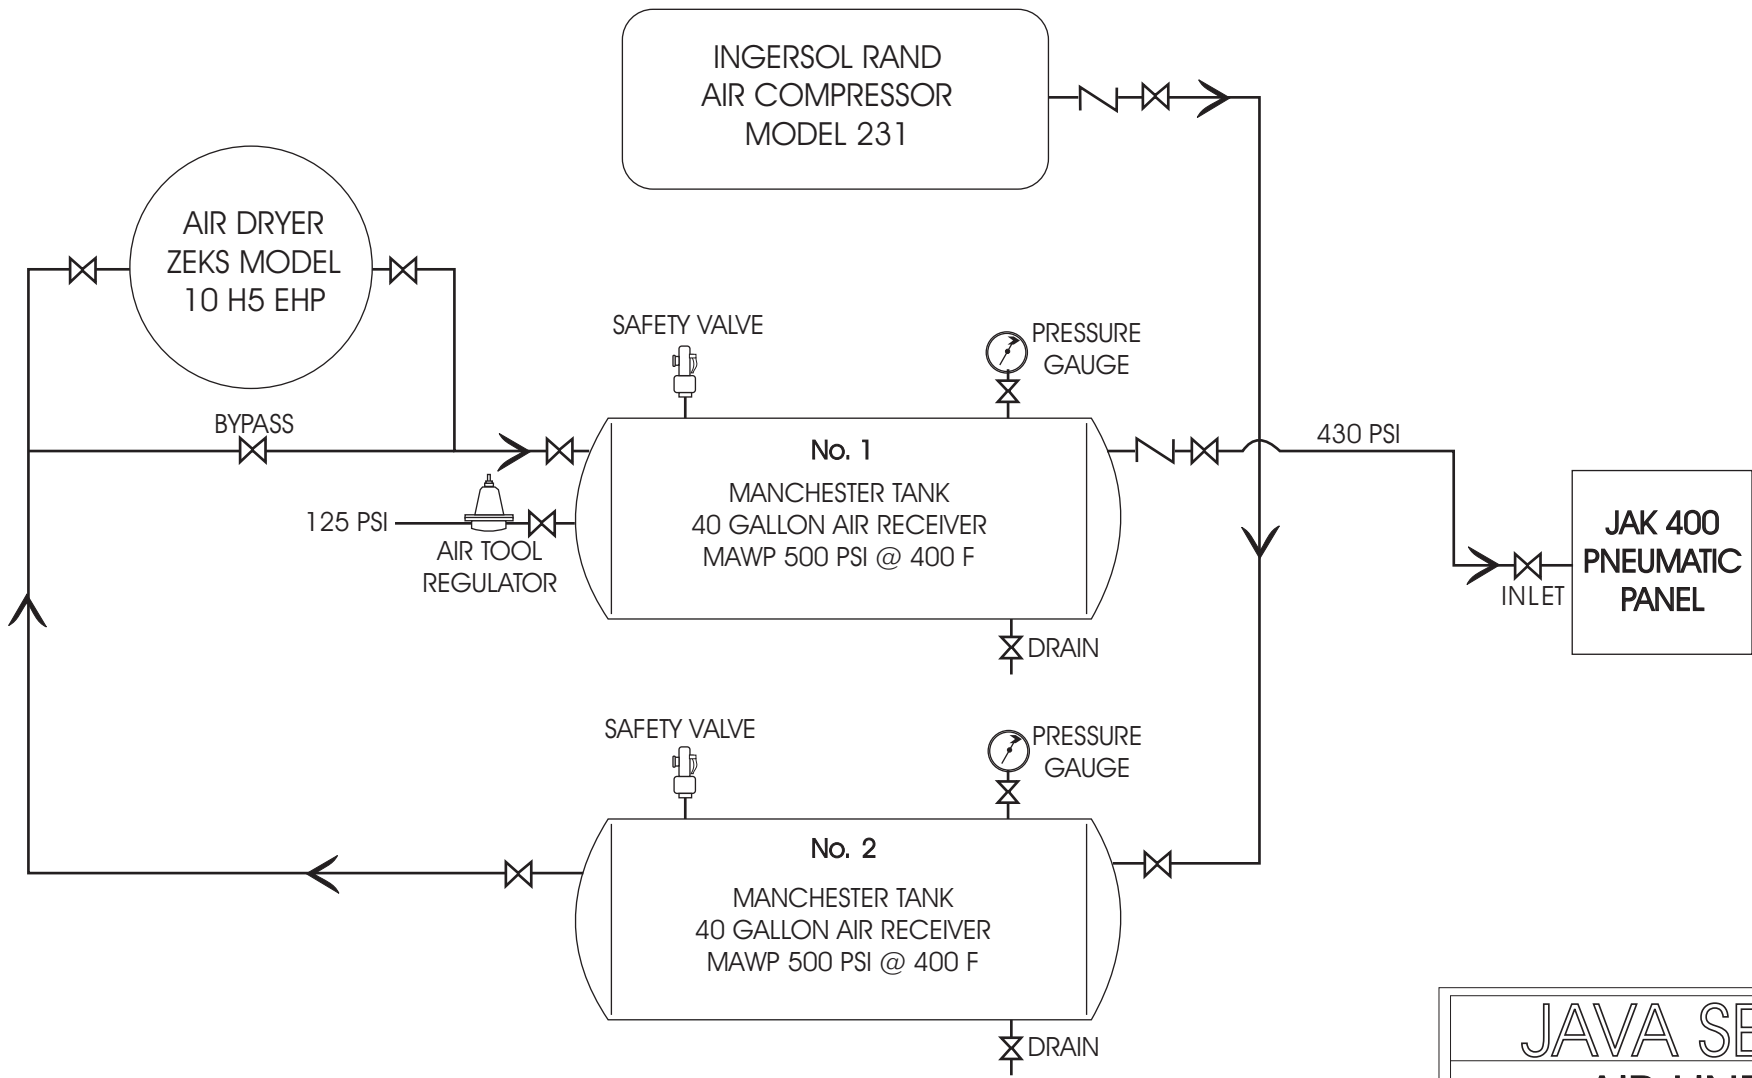 INGERSOL RAND
AIR COMPRESSOR
MODEL 231
AIR DRYER
ZEKS MODEL
10 H5 EHP
SAFETY VALVE
PRESSURE
GAUGE
BYPASS
430 PSI
No. 1
MANCHESTER TANK
40 GALLON AIR RECEIVER
MAWP 500 PSI @ 400 F
125 PSI
AIR TOOL
REGULATOR
JAK 400
PNEUMATIC
PANEL
INLET
DRAIN
SAFETY VALVE
PRESSURE
GAUGE
No. 2
MANCHESTER TANK
40 GALLON AIR RECEIVER
MAWP 500 PSI @ 400 F
DRAIN
JAVA